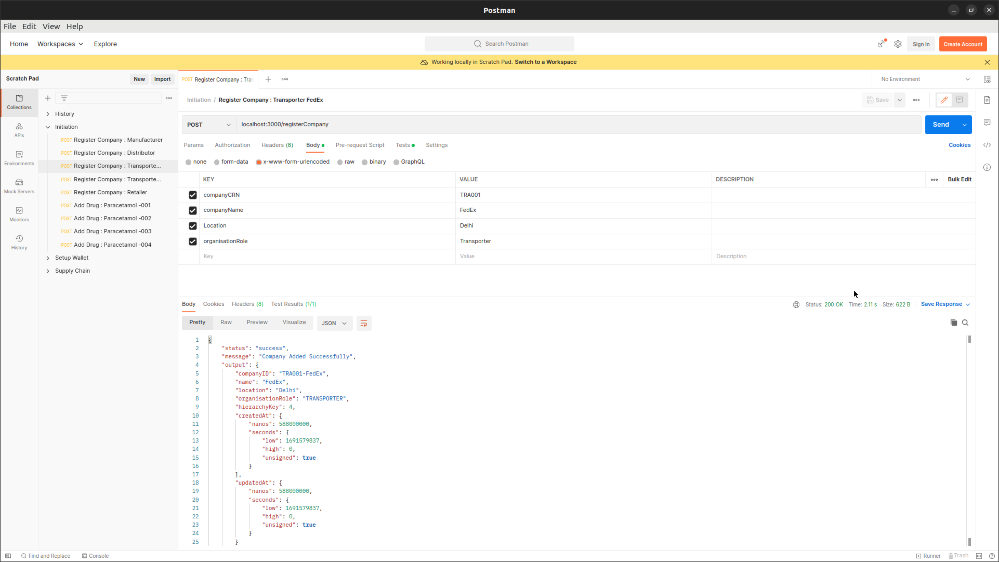 Postman
File Edit View Help
Home Workspaces Explore Search Postman Sign In Create Account
Working locally in Scratch Pad. Switch to a Workspace
Scratch Pad New Import
POST Register Company : Tran No Environment
Collections
APIs
Environments
Mock Servers
Monitors
History
History
Initiation
POST Register Company : Manufacturer
POST Register Company : Distributor
POST Register Company : Transporte...
POST Register Company : Transporte...
POST Register Company : Retailer
POST Add Drug : Paracetamol -001
POST Add Drug : Paracetamol -002
POST Add Drug : Paracetamol -003
POST Add Drug : Paracetamol -004
Setup Wallet
Supply Chain
Initiation / Register Company : Transporter FedEx Save
POST localhost:3000/registerCompany Send
Params Authorization Headers (8) Body Pre-request Script Tests Settings Cookies
none form-data x-www-form-urlencoded raw binary GraphQL
KEY VALUE DESCRIPTION Bulk Edit
companyCRN TRA001
companyName FedEx
Location Delhi
organisationRole Transporter
Key Value Description
Body Cookies Headers (8) Test Results (1/1) Status: 200 OK Time: 2.11 s Size: 622 B Save Response
Pretty Raw Preview Visualize JSON
1 {
2 "status": "success",
3 "message": "Company Added Successfully",
4 "output": {
5 "companyID": "TRA001-FedEx",
6 "name": "FedEx",
7 "location": "Delhi",
8 "organisationRole": "TRANSPORTER",
9 "hierarchyKey": 4,
10 "createdAt": {
11 "nanos": 588000000,
12 "seconds": {
13 "low": 1691579837,
14 "high": 0,
15 "unsigned": true
16 }
17 },
18 "updatedAt": {
19 "nanos": 588000000,
20 "seconds": {
21 "low": 1691579837,
22 "high": 0,
23 "unsigned": true
24 }
25 }
Find and Replace Console Runner Trash